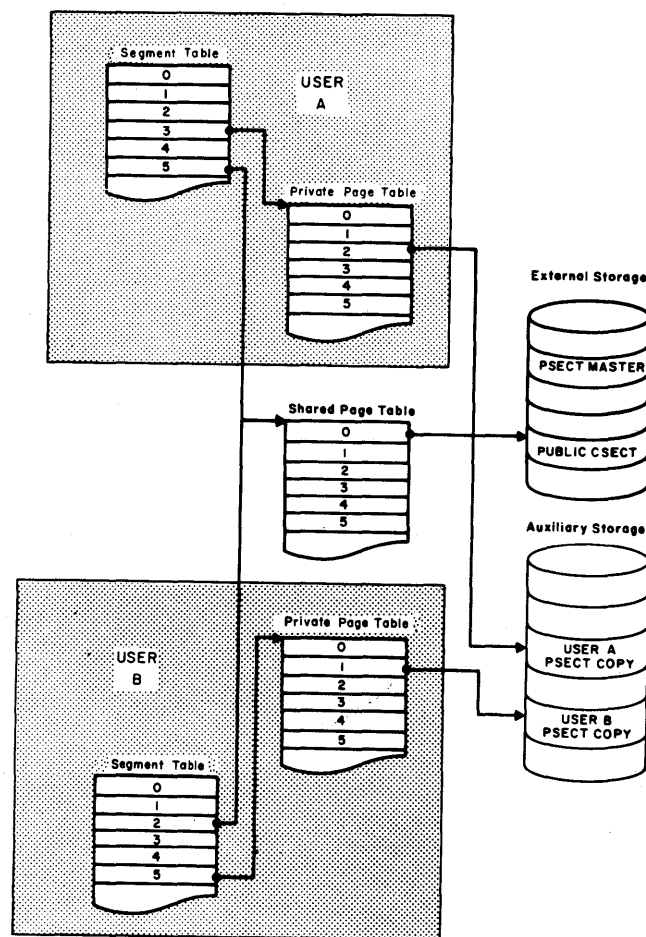 Segment Table
0
1
2
3
4
5
USER
A
Private Page Table
0
1
2
3
4
5
External Storage
PSECT MASTER
PUBLIC CSECT
Shared Page Table
0
1
2
3
4
5
Auxiliary Storage
USER A
PSECT COPY
USER B
PSECT COPY
USER
B
Private Page Table
0
1
2
3
4
5
Segment Table
0
1
2
3
4
5